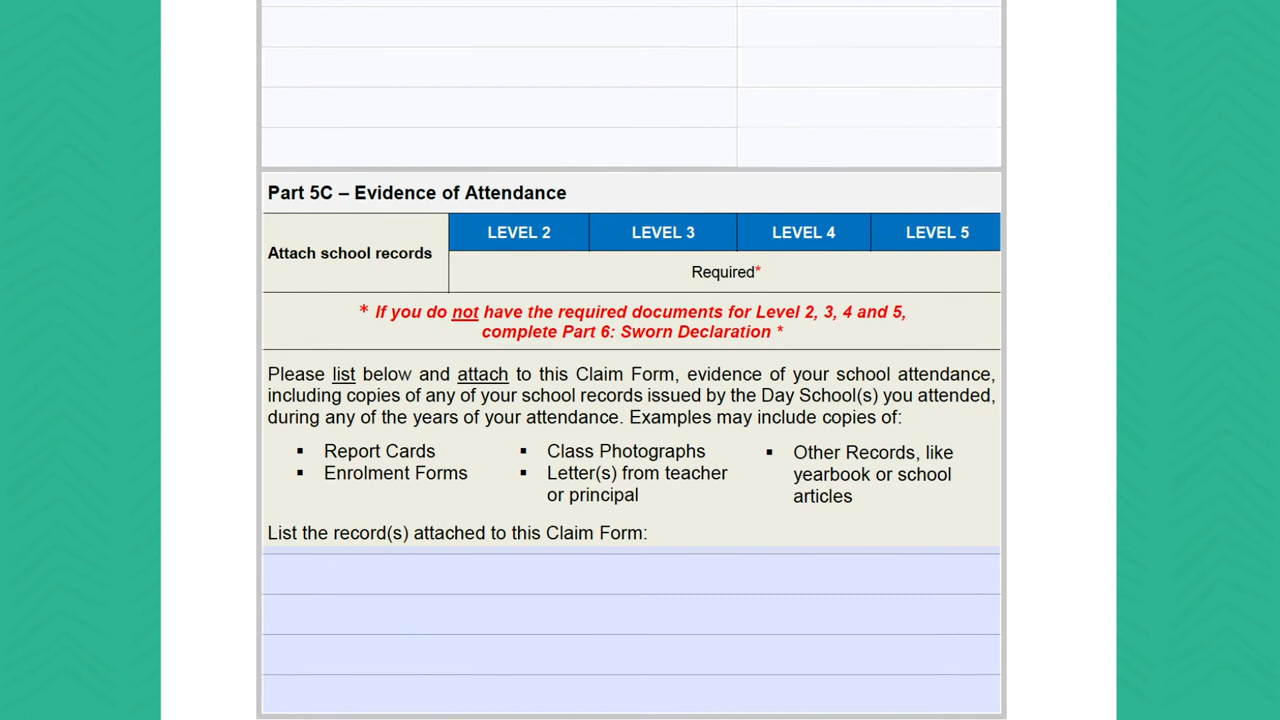 Part 5C – Evidence of Attendance
Attach school records
LEVEL 2
LEVEL 3
LEVEL 4
LEVEL 5
Required*
* If you do not have the required documents for Level 2, 3, 4 and 5,
complete Part 6: Sworn Declaration *
Please list below and attach to this Claim Form, evidence of your school attendance,
including copies of any of your school records issued by the Day School(s) you attended,
during any of the years of your attendance. Examples may include copies of:
▪ Report Cards
▪ Enrolment Forms
▪ Class Photographs
▪ Letter(s) from teacher
or principal
▪ Other Records, like
yearbook or school
articles
List the record(s) attached to this Claim Form: